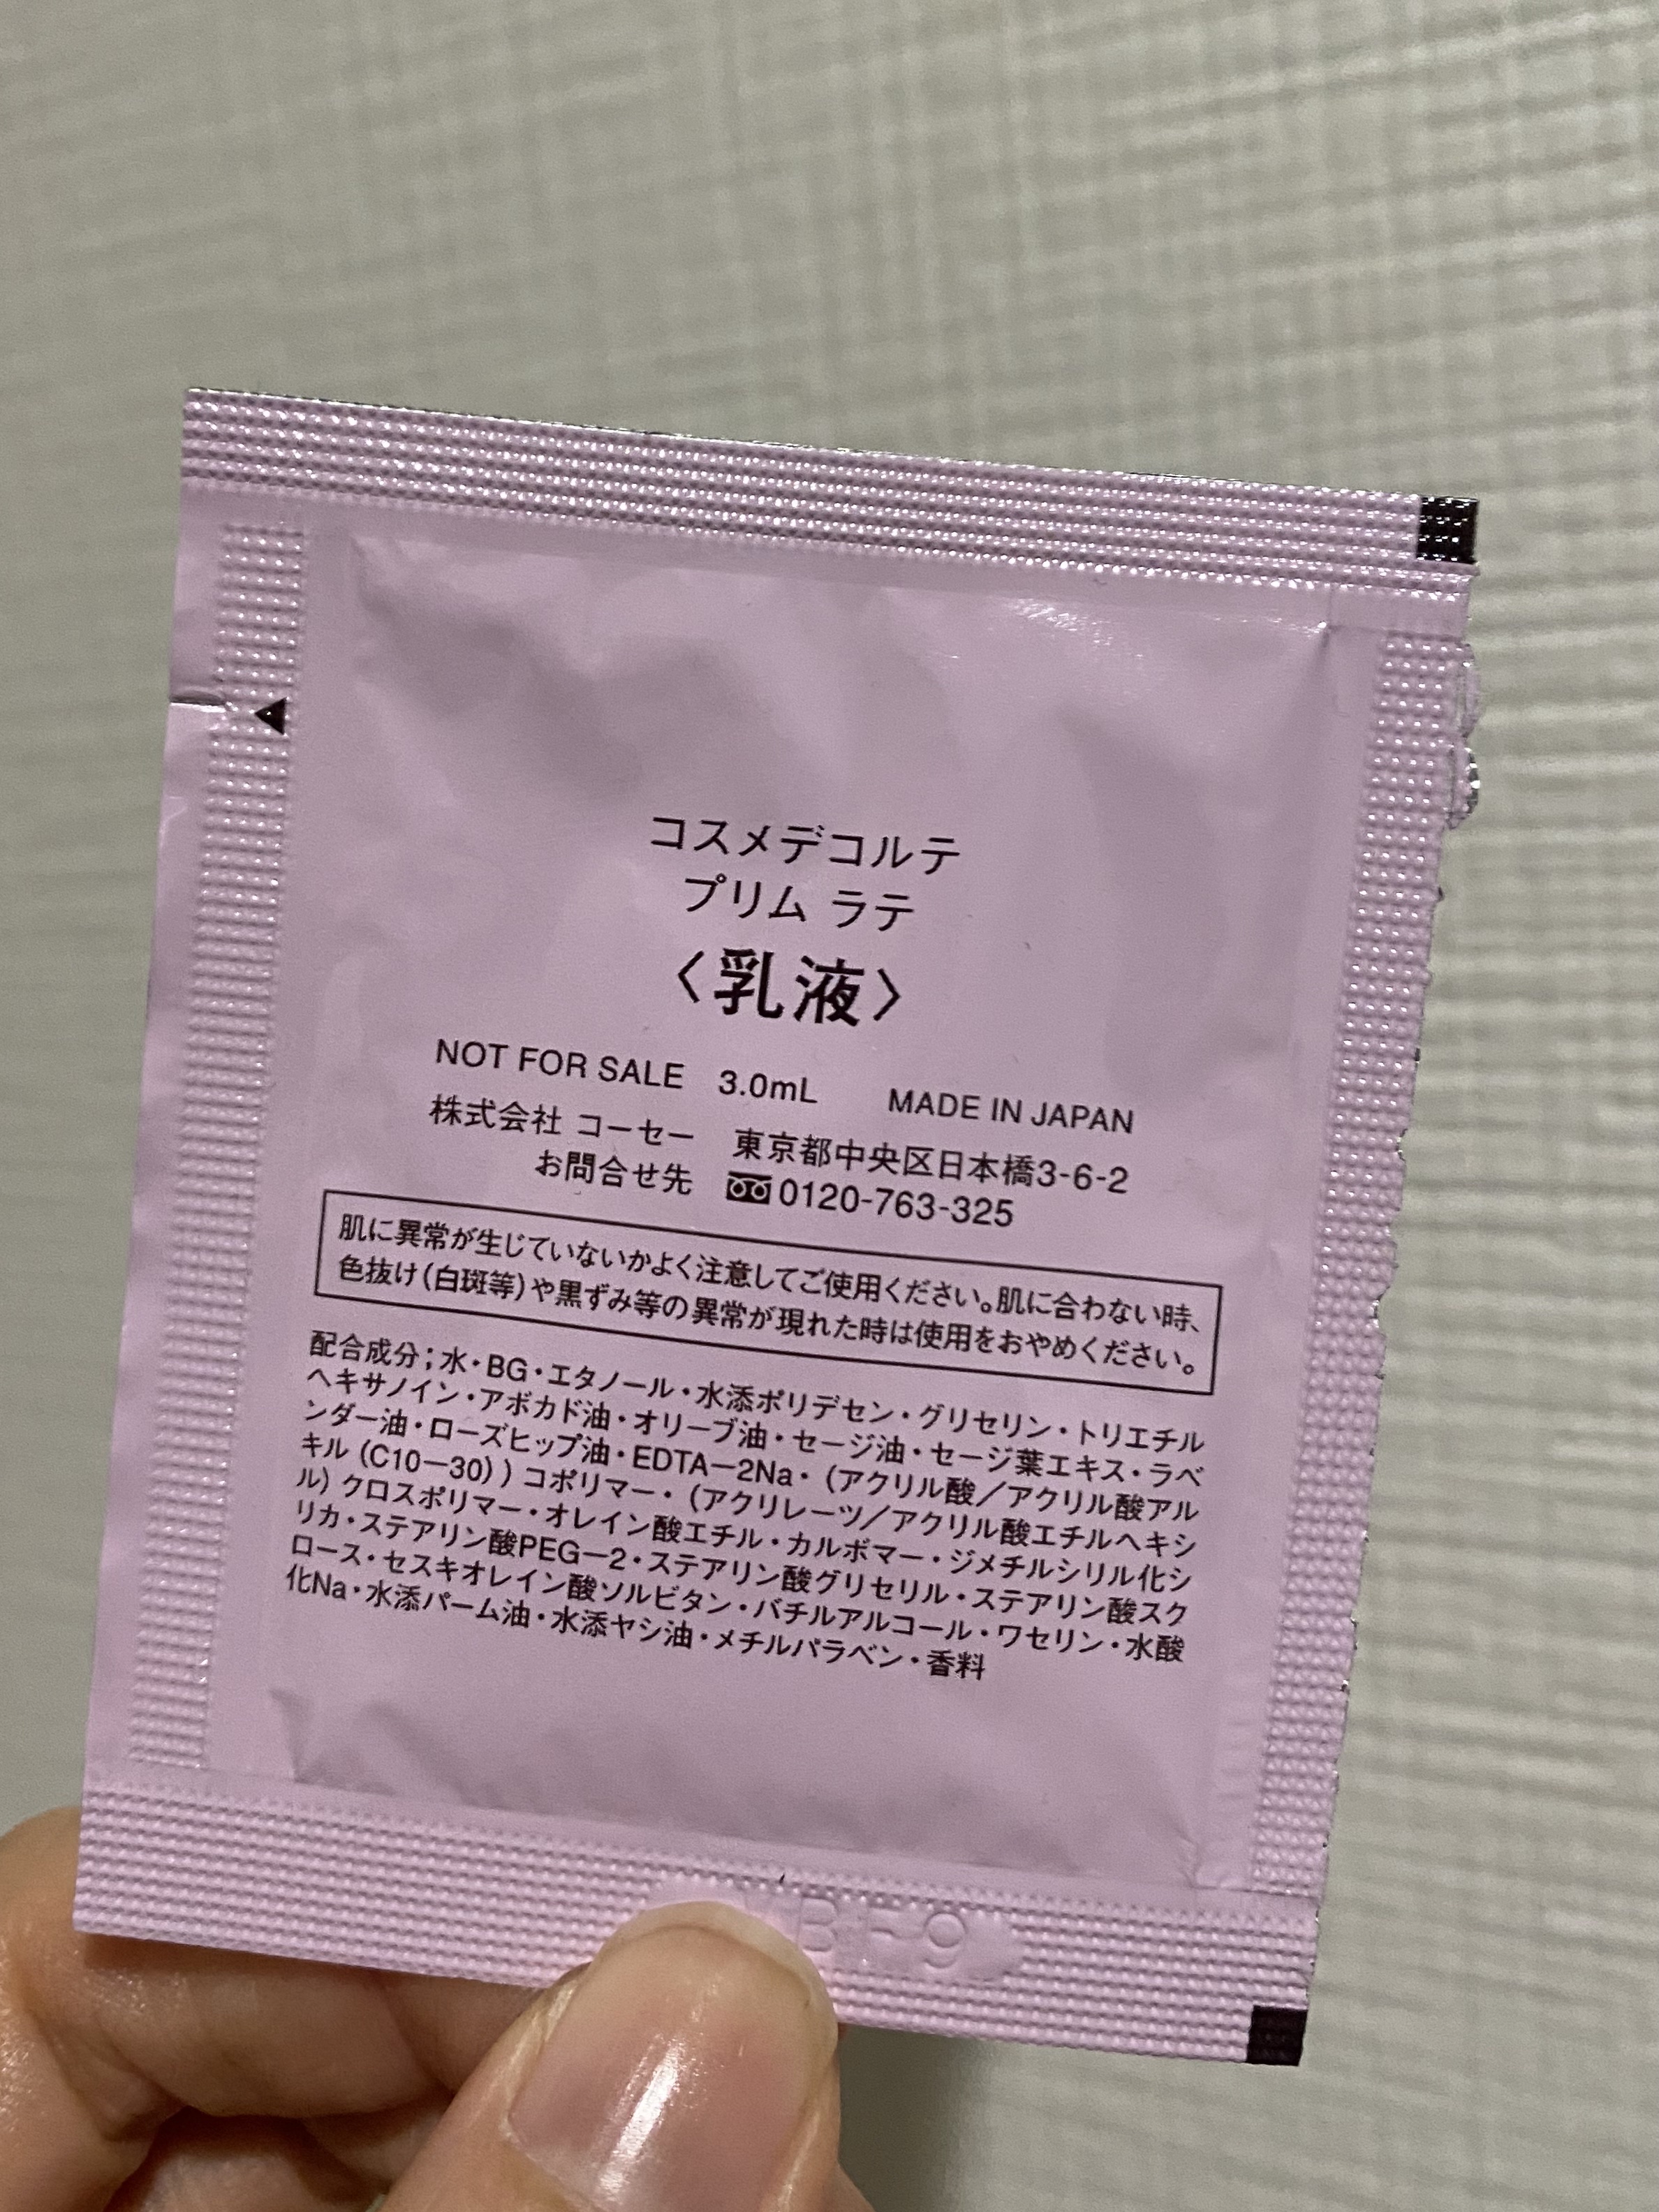 コスメデコルテ
プリム ラテ
〈乳液〉
NOT FOR SALE 3.0mL MADE IN JAPAN
株式会社 コーセー 東京都中央区日本橋3-6-2
お問合せ先 0120-763-325
肌に異常が生じていないかよく注意してご使用ください。肌に合わない時、
色抜け(白斑等)や黒ずみ等の異常が現れた時は使用をおやめください。
配合成分;水・BG・エタノール・水添ポリデセン・グリセリン・トリエチル
ヘキサノイン・アボカド油・オリーブ油・セージ油・セージ葉エキス・ラベ
ンダー油・ローズヒップ油・EDTA−2Na・(アクリル酸/アクリル酸アル
キル(C10−30))コポリマー・(アクリレーツ/アクリル酸エチルヘキシ
ル)クロスポリマー・オレイン酸エチル・カルボマー・ジメチルシリル化シ
リカ・ステアリン酸PEG−2・ステアリン酸グリセリル・ステアリン酸スク
ロース・セスキオレイン酸ソルビタン・バチルアルコール・ワセリン・水酸
化Na・水添パーム油・水添ヤシ油・メチルパラベン・香料